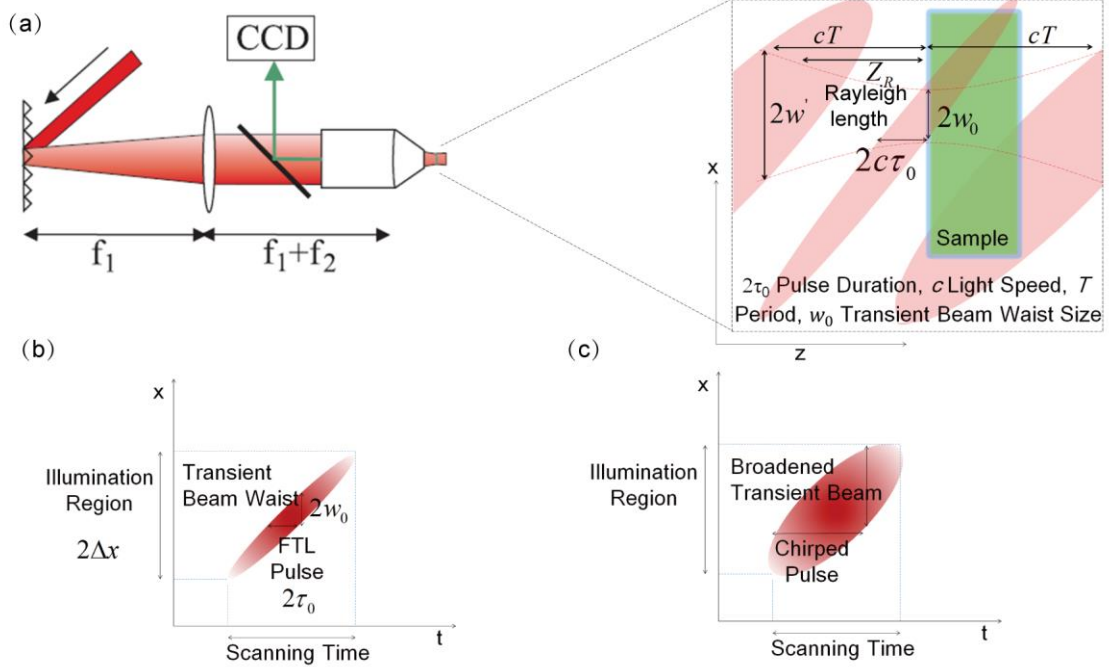 (a)
CCD
f₁
f₁+f₂
cT
cT
Z_R
Rayleigh
length
2w'
2w₀
2cτ₀
x
Sample
2τ₀ Pulse Duration, c Light Speed, T
Period, w₀ Transient Beam Waist Size
z
(b)
x
Illumination
Region
2Δx
Transient
Beam Waist
2w₀
FTL
Pulse
2τ₀
t
Scanning Time
(c)
x
Illumination
Region
Broadened
Transient Beam
Chirped
Pulse
t
Scanning Time